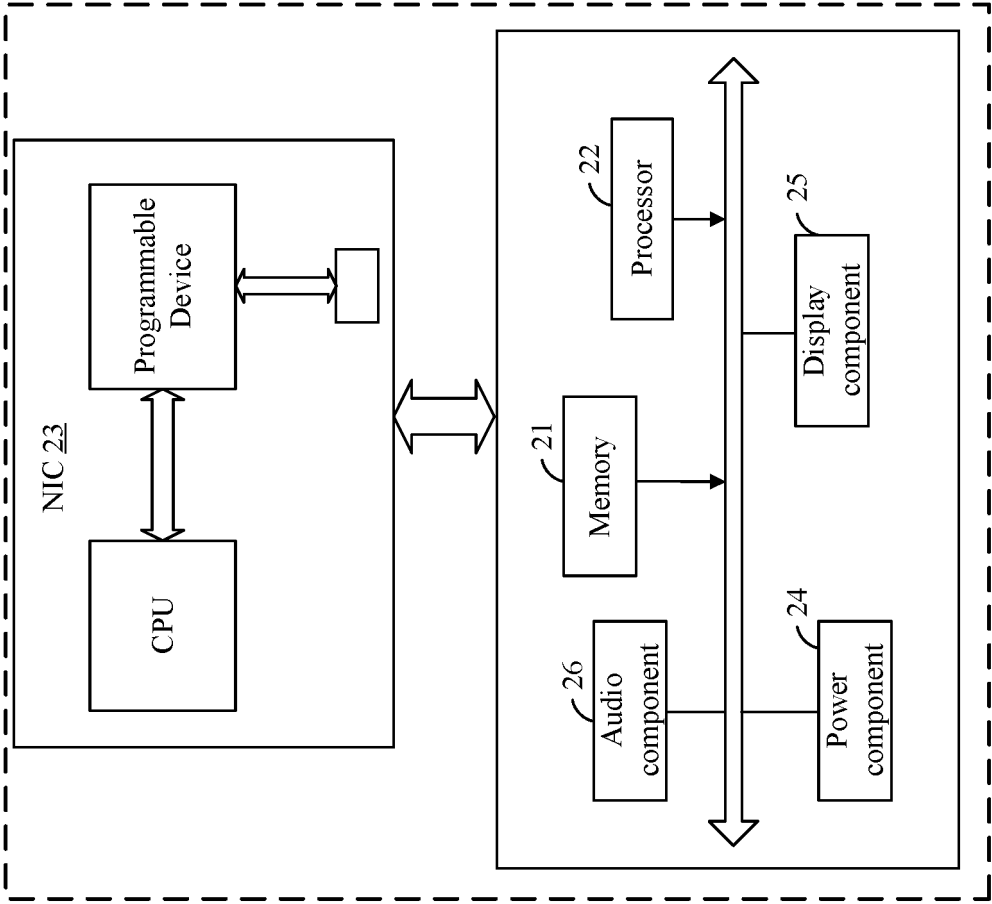 NIC 23
CPU
Programmable
Device
26
Audio
component
21
Memory
22
Processor
24
Power
component
25
Display
component